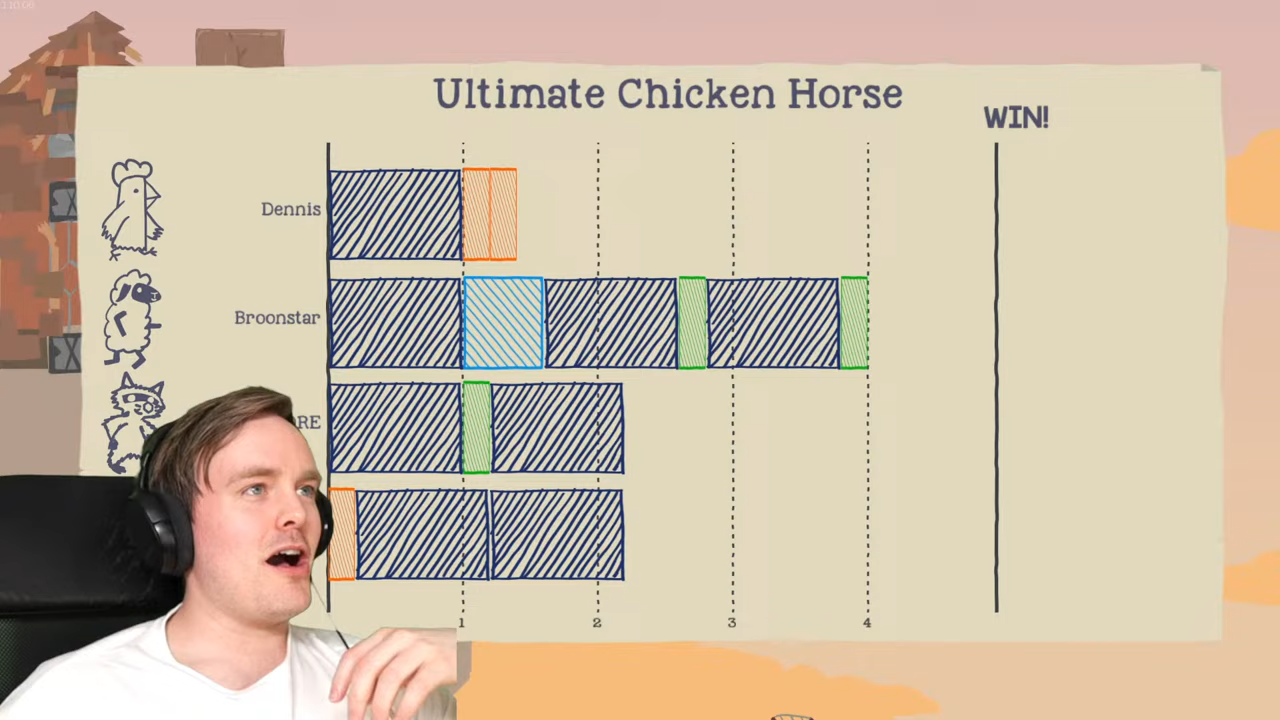 Ultimate Chicken Horse
WIN!
Dennis
Broonstar
RE
1 2 3 4